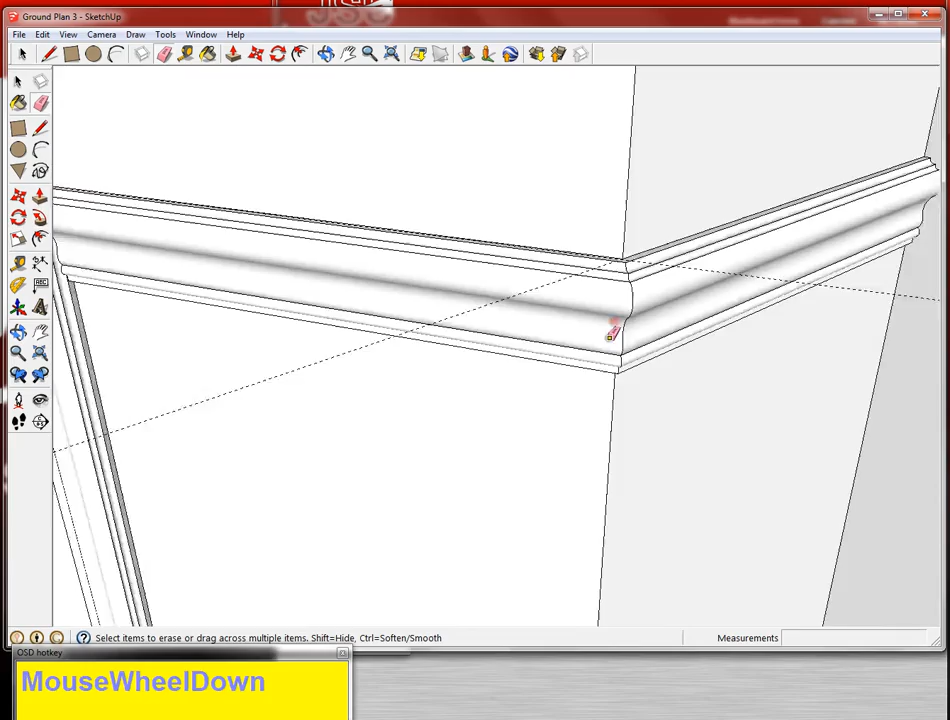 Ground Plan 3 - SketchUp
File Edit View Camera Draw Tools Window Help
ABC
Select items to erase or drag across multiple items. Shift=Hide, Ctrl=Soften/Smooth
Measurements
OSD hotkey
MouseWheelDown